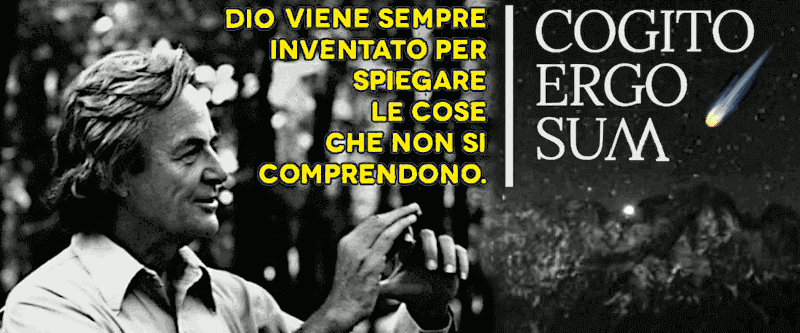 DIO VIENE SEMPRE
INVENTATO PER
SPIEGARE
LE COSE
CHE NON SI
COMPRENDONO.
COGITO
ERGO
SUM